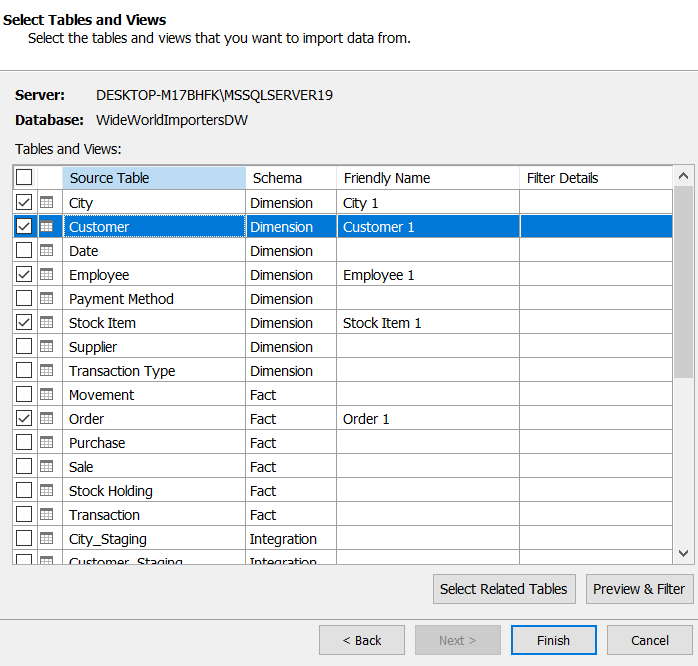 Select Tables and Views
Select the tables and views that you want to import data from.
Server: DESKTOP-M17BHFK\MSSQLSERVER19
Database: WideWorldImportersDW
Tables and Views:
Source Table Schema Friendly Name Filter Details
City Dimension City 1
Customer Dimension Customer 1
Date Dimension
Employee Dimension Employee 1
Payment Method Dimension
Stock Item Dimension Stock Item 1
Supplier Dimension
Transaction Type Dimension
Movement Fact
Order Fact Order 1
Purchase Fact
Sale Fact
Stock Holding Fact
Transaction Fact
City_Staging Integration
Customer_Staging Integration
Select Related Tables Preview & Filter
< Back Next > Finish Cancel